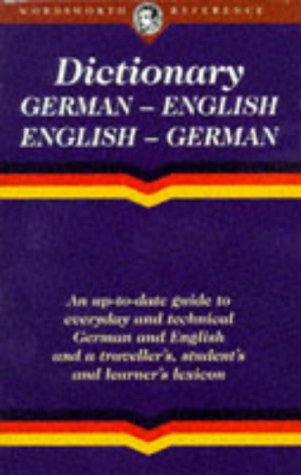 WORDSWORTH REFERENCE
Dictionary
GERMAN – ENGLISH
ENGLISH – GERMAN
An up-to-date guide to
everyday and technical
German and English
and a traveller's, student's
and learner's lexicon